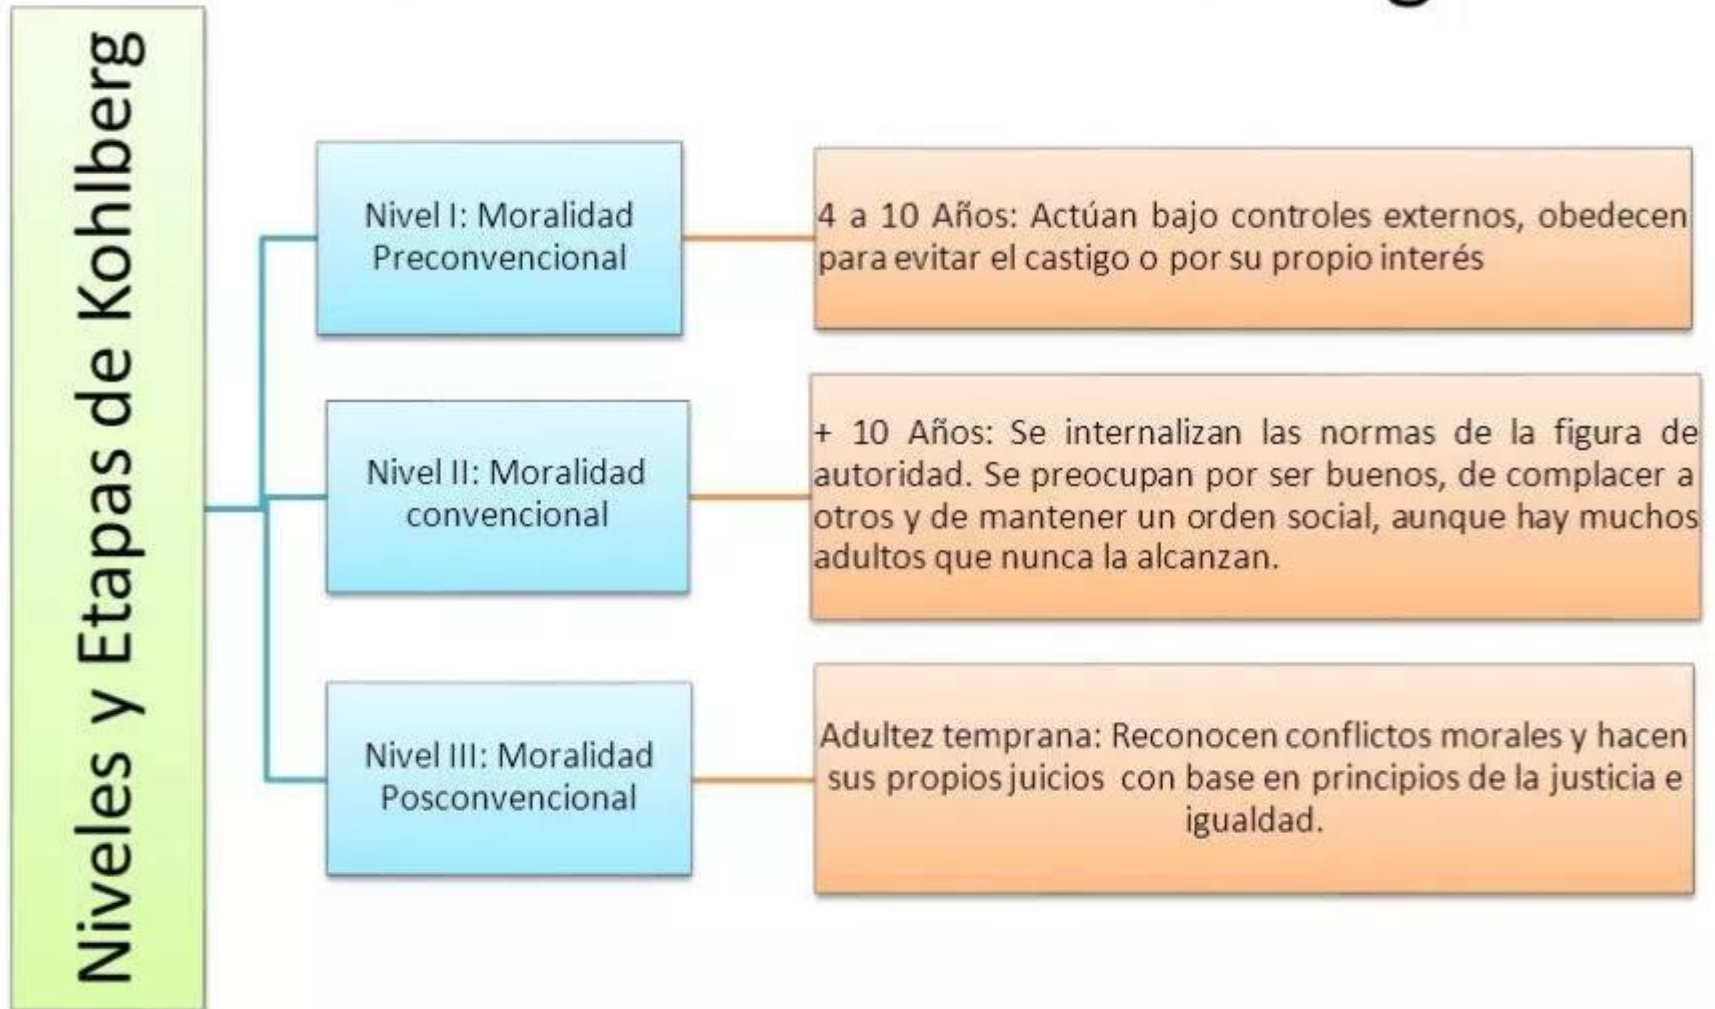 Niveles y Etapas de Kohlberg
Nivel I: Moralidad
Preconvencional
4 a 10 Años: Actúan bajo controles externos, obedecen
para evitar el castigo o por su propio interés
Nivel II: Moralidad
convencional
+ 10 Años: Se internalizan las normas de la figura de
autoridad. Se preocupan por ser buenos, de complacer a
otros y de mantener un orden social, aunque hay muchos
adultos que nunca la alcanzan.
Nivel III: Moralidad
Posconvencional
Adultez temprana: Reconocen conflictos morales y hacen
sus propios juicios con base en principios de la justicia e
igualdad.